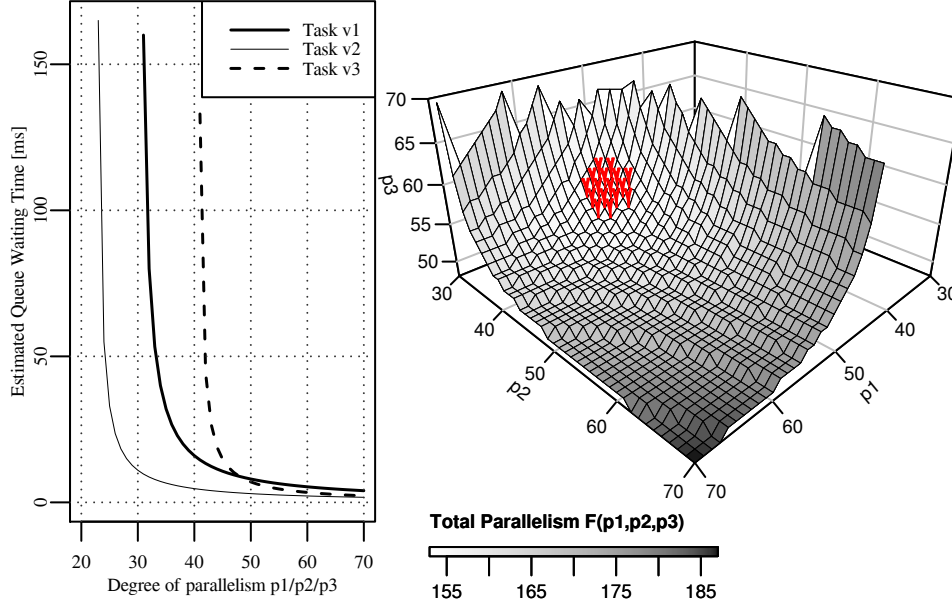 Task v1
Task v2
Task v3
Estimated Queue Waiting Time [ms]
150
100
50
0
20 30 40 50 60 70
Degree of parallelism p1/p2/p3
p3
70
65
60
55
50
30
40
50
60
70
p2
30
40
50
60
70
p1
Total Parallelism F(p1,p2,p3)
155 165 175 185